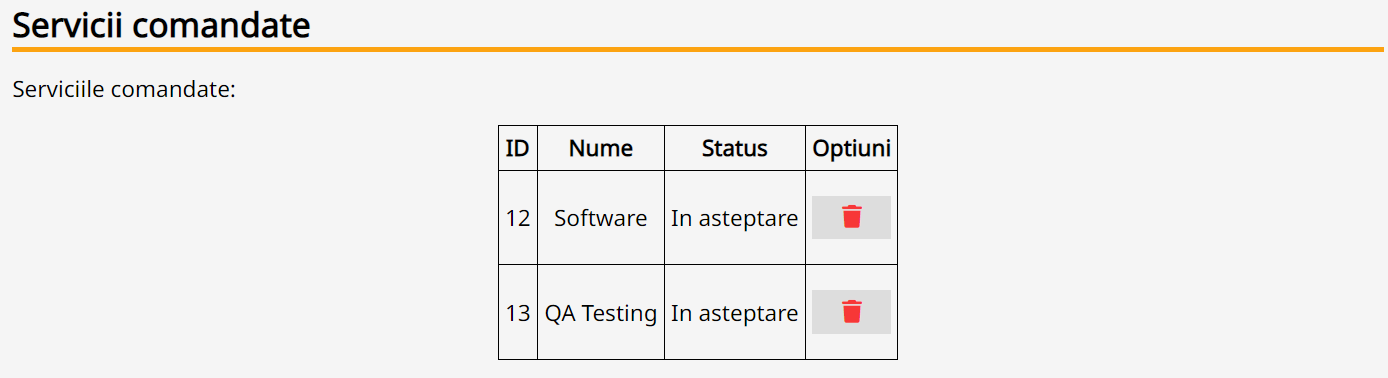 Servicii comandate
Serviciile comandate:
ID Nume Status Optiuni
12 Software In asteptare
13 QA Testing In asteptare